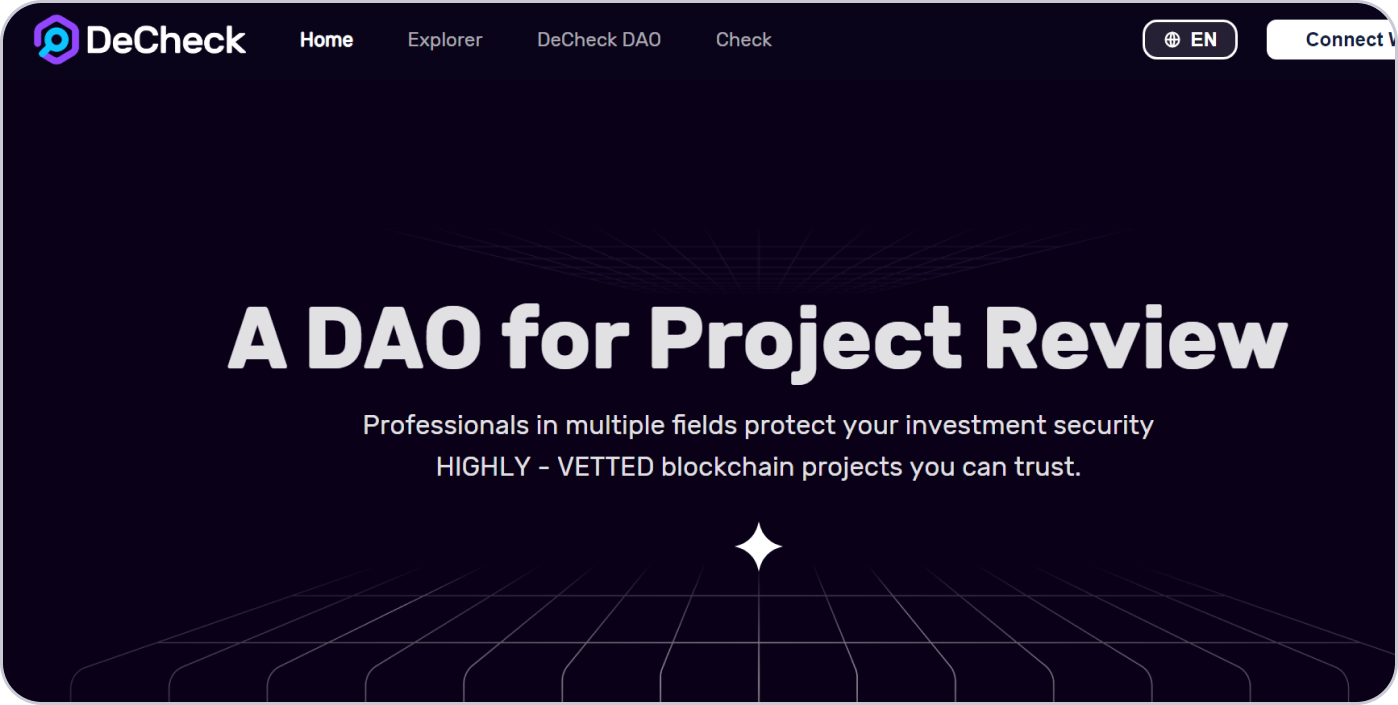 DeCheck Home Explorer DeCheck DAO Check EN Connect
A DAO for Project Review
Professionals in multiple fields protect your investment security
HIGHLY - VETTED blockchain projects you can trust.